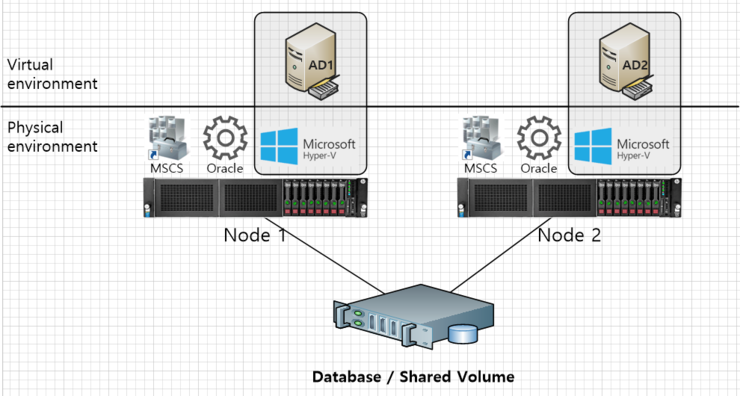 Virtual
environment
AD1
AD2
Physical
environment
MSCS
Oracle
Microsoft
Hyper-V
MSCS
Oracle
Microsoft
Hyper-V
Node 1
Node 2
Database / Shared Volume